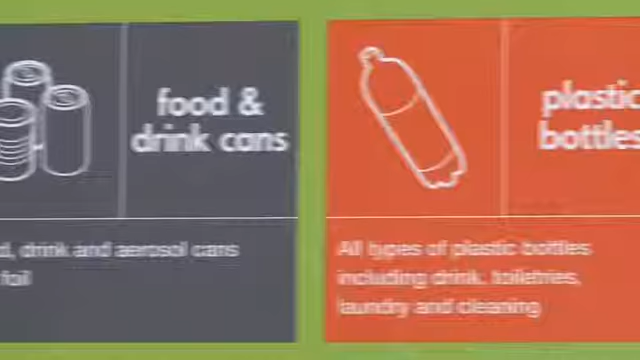 food &
drink cans
drink and aerosol cans
foil
plastic
bottles
All types of plastic bottles
including drink, toiletries,
laundry and cleaning